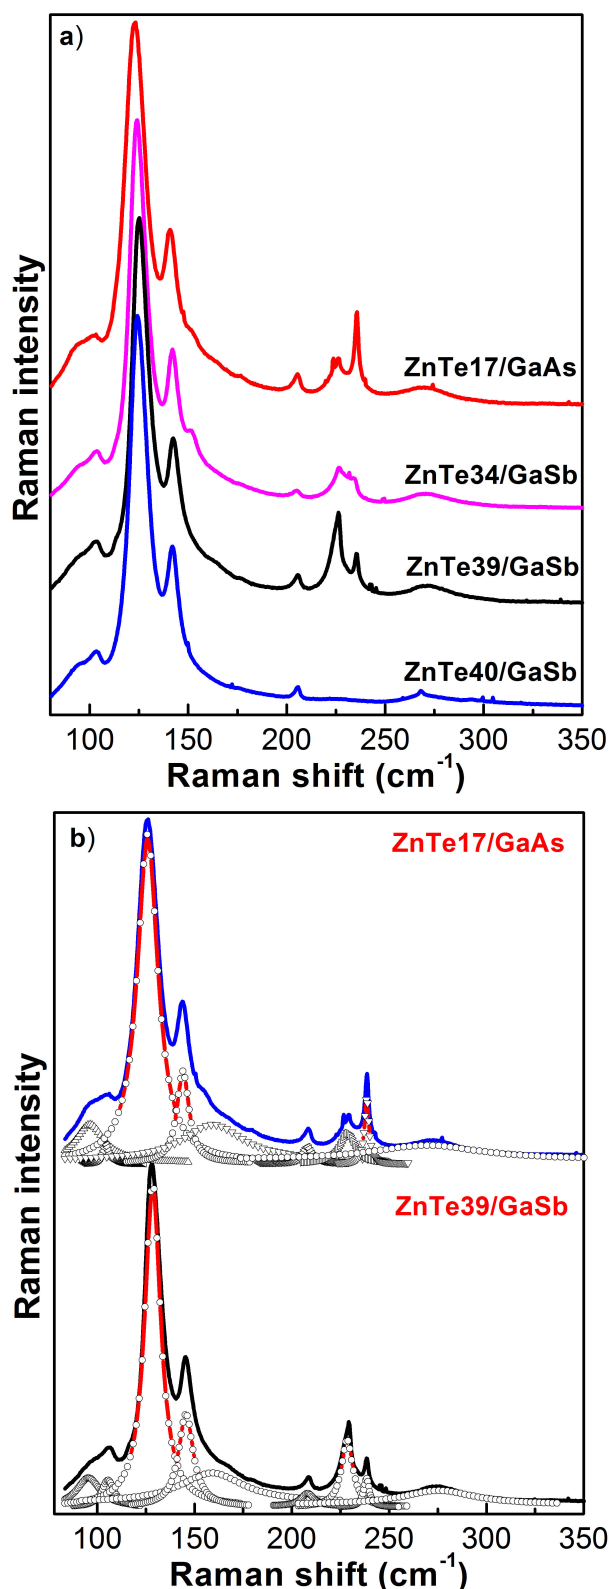 a)
Raman intensity
ZnTe17/GaAs
ZnTe34/GaSb
ZnTe39/GaSb
ZnTe40/GaSb
100 150 200 250 300 350
Raman shift (cm⁻¹)
b)
ZnTe17/GaAs
Raman intensity
ZnTe39/GaSb
100 150 200 250 300 350
Raman shift (cm⁻¹)